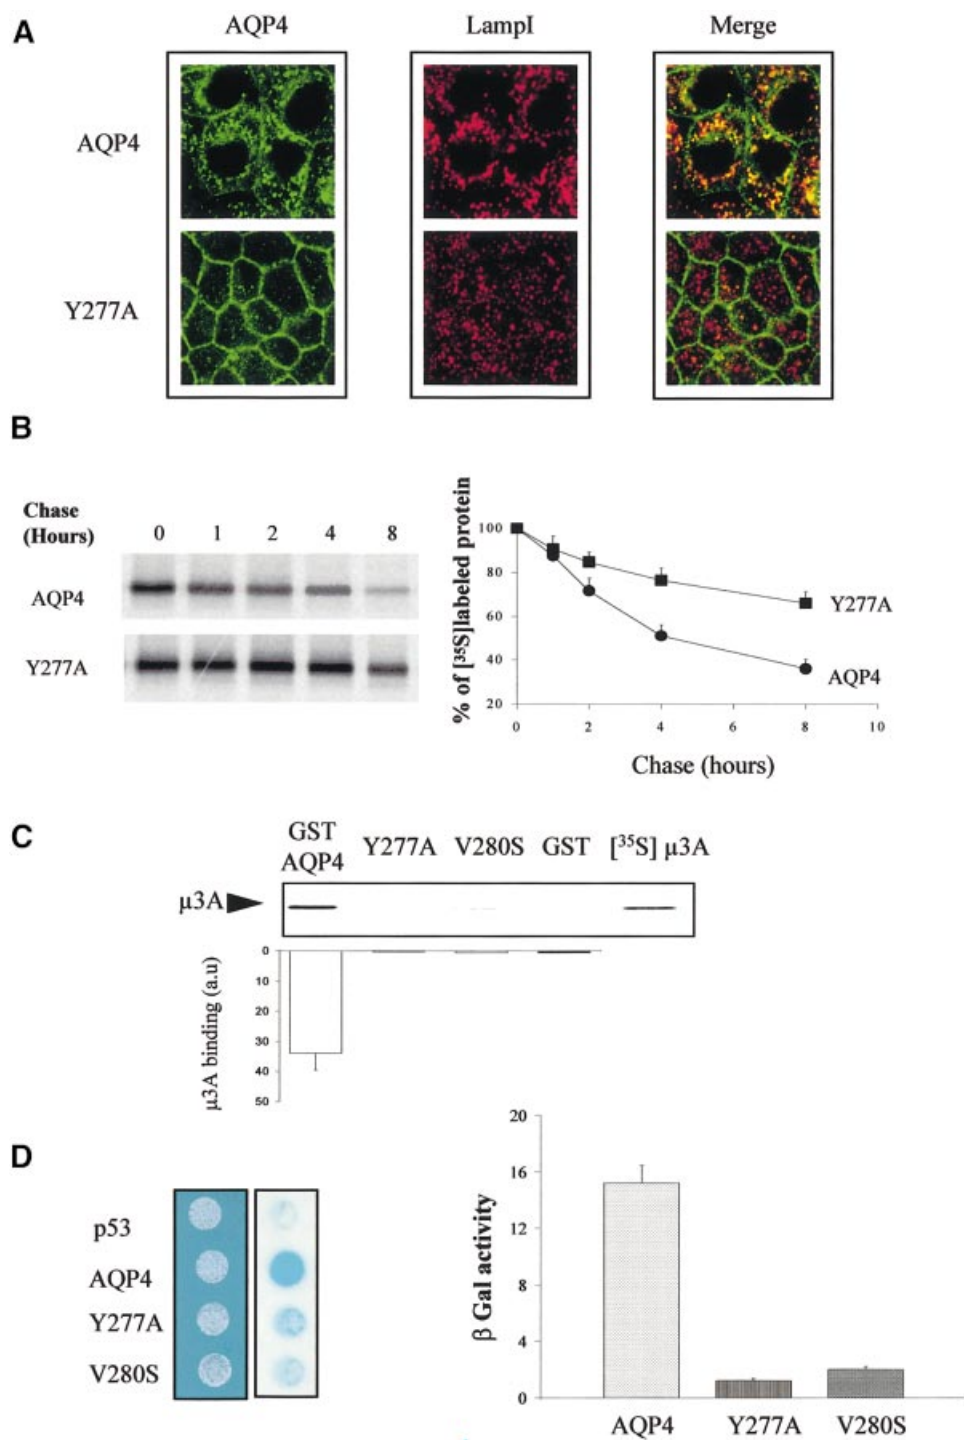 A
AQP4 LampI Merge
AQP4
Y277A
B
Chase
(Hours) 0 1 2 4 8
AQP4
Y277A
% of [³⁵S]labeled protein
100
80
60
40
20
0 2 4 6 8 10
Y277A
AQP4
Chase (hours)
C
GST
AQP4 Y277A V280S GST [³⁵S] µ3A
µ3A
µ3A binding (a.u)
0
10
20
30
40
50
D
p53
AQP4
Y277A
V280S
β Gal activity
20
16
12
8
4
0
AQP4 Y277A V280S